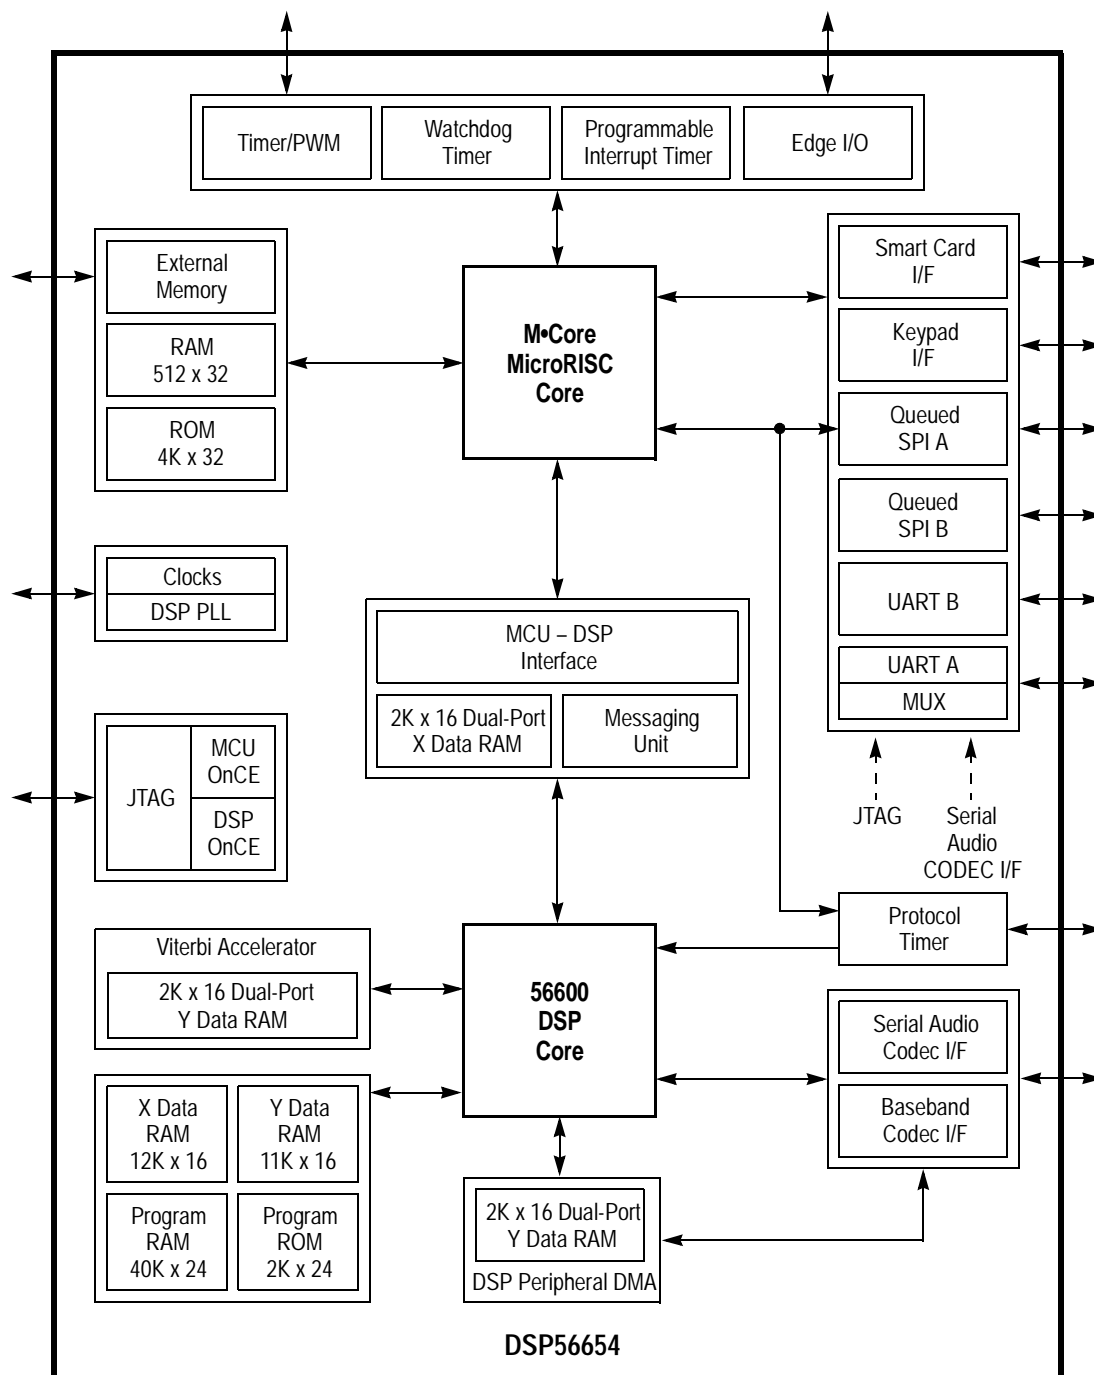 Timer/PWM
Watchdog
Timer
Programmable
Interrupt Timer
Edge I/O
External
Memory
RAM
512 x 32
ROM
4K x 32
M•Core
MicroRISC
Core
Smart Card
I/F
Keypad
I/F
Queued
SPI A
Queued
SPI B
UART B
UART A
MUX
Clocks
DSP PLL
MCU – DSP
Interface
2K x 16 Dual-Port
X Data RAM
Messaging
Unit
JTAG
MCU
OnCE
DSP
OnCE
JTAG
Serial
Audio
CODEC I/F
Protocol
Timer
Viterbi Accelerator
2K x 16 Dual-Port
Y Data RAM
56600
DSP
Core
Serial Audio
Codec I/F
Baseband
Codec I/F
X Data
RAM
12K x 16
Y Data
RAM
11K x 16
Program
RAM
40K x 24
Program
ROM
2K x 24
2K x 16 Dual-Port
Y Data RAM
DSP Peripheral DMA
DSP56654